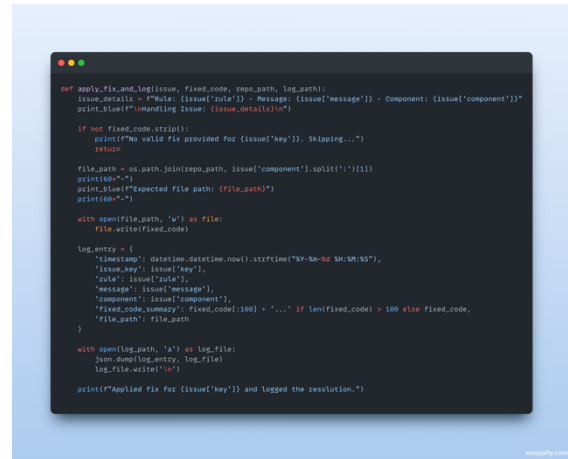 def apply_fix_and_log(issue, fixed_code, repo_path, log_path):
    issue_details = f"Rule: {issue['rule']} - Message: {issue['message']} - Component: {issue['component']}"
    print_blue(f"\nHandling Issue: {issue_details}\n")

    if not fixed_code.strip():
        print(f"No valid fix provided for {issue['key']}. Skipping...")
        return

    file_path = os.path.join(repo_path, issue['component'].split(':')[1])
    print(60*"-")
    print_blue(f"Expected file path: {file_path}")
    print(60*"-")

    with open(file_path, 'w') as file:
        file.write(fixed_code)

    log_entry = {
        'timestamp': datetime.datetime.now().strftime("%Y-%m-%d %H:%M:%S"),
        'issue_key': issue['key'],
        'rule': issue['rule'],
        'message': issue['message'],
        'component': issue['component'],
        'fixed_code_summary': fixed_code[:100] + '...' if len(fixed_code) > 100 else fixed_code,
        'file_path': file_path
    }

    with open(log_path, 'a') as log_file:
        json.dump(log_entry, log_file)
        log_file.write('\n')

    print(f"Applied fix for {issue['key']} and logged the resolution.")
snappify.com